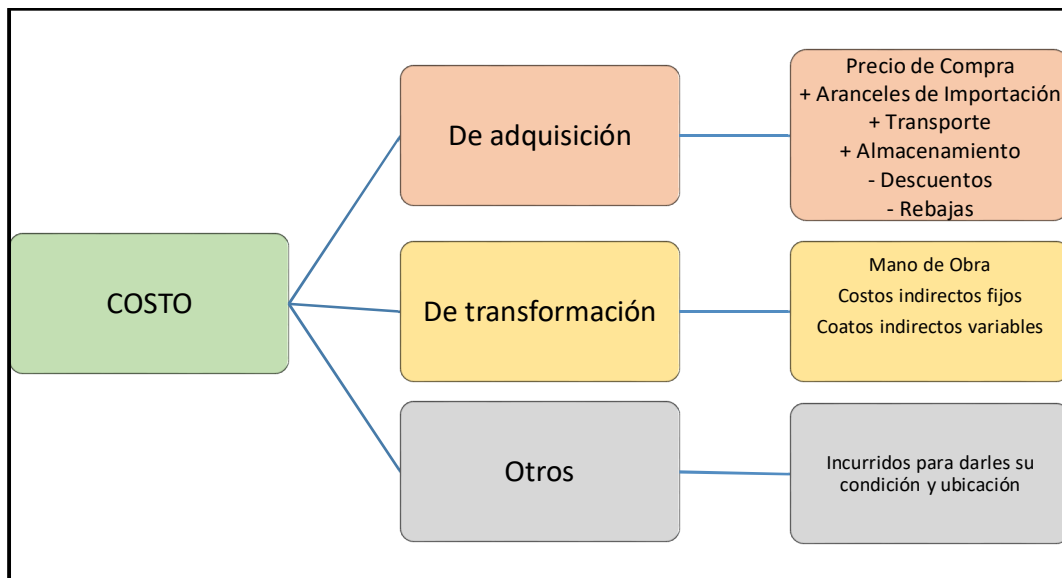 COSTO
De adquisición
Precio de Compra
+ Aranceles de Importación
+ Transporte
+ Almacenamiento
- Descuentos
- Rebajas
De transformación
Mano de Obra
Costos indirectos fijos
Coatos indirectos variables
Otros
Incurridos para darles su
condición y ubicación